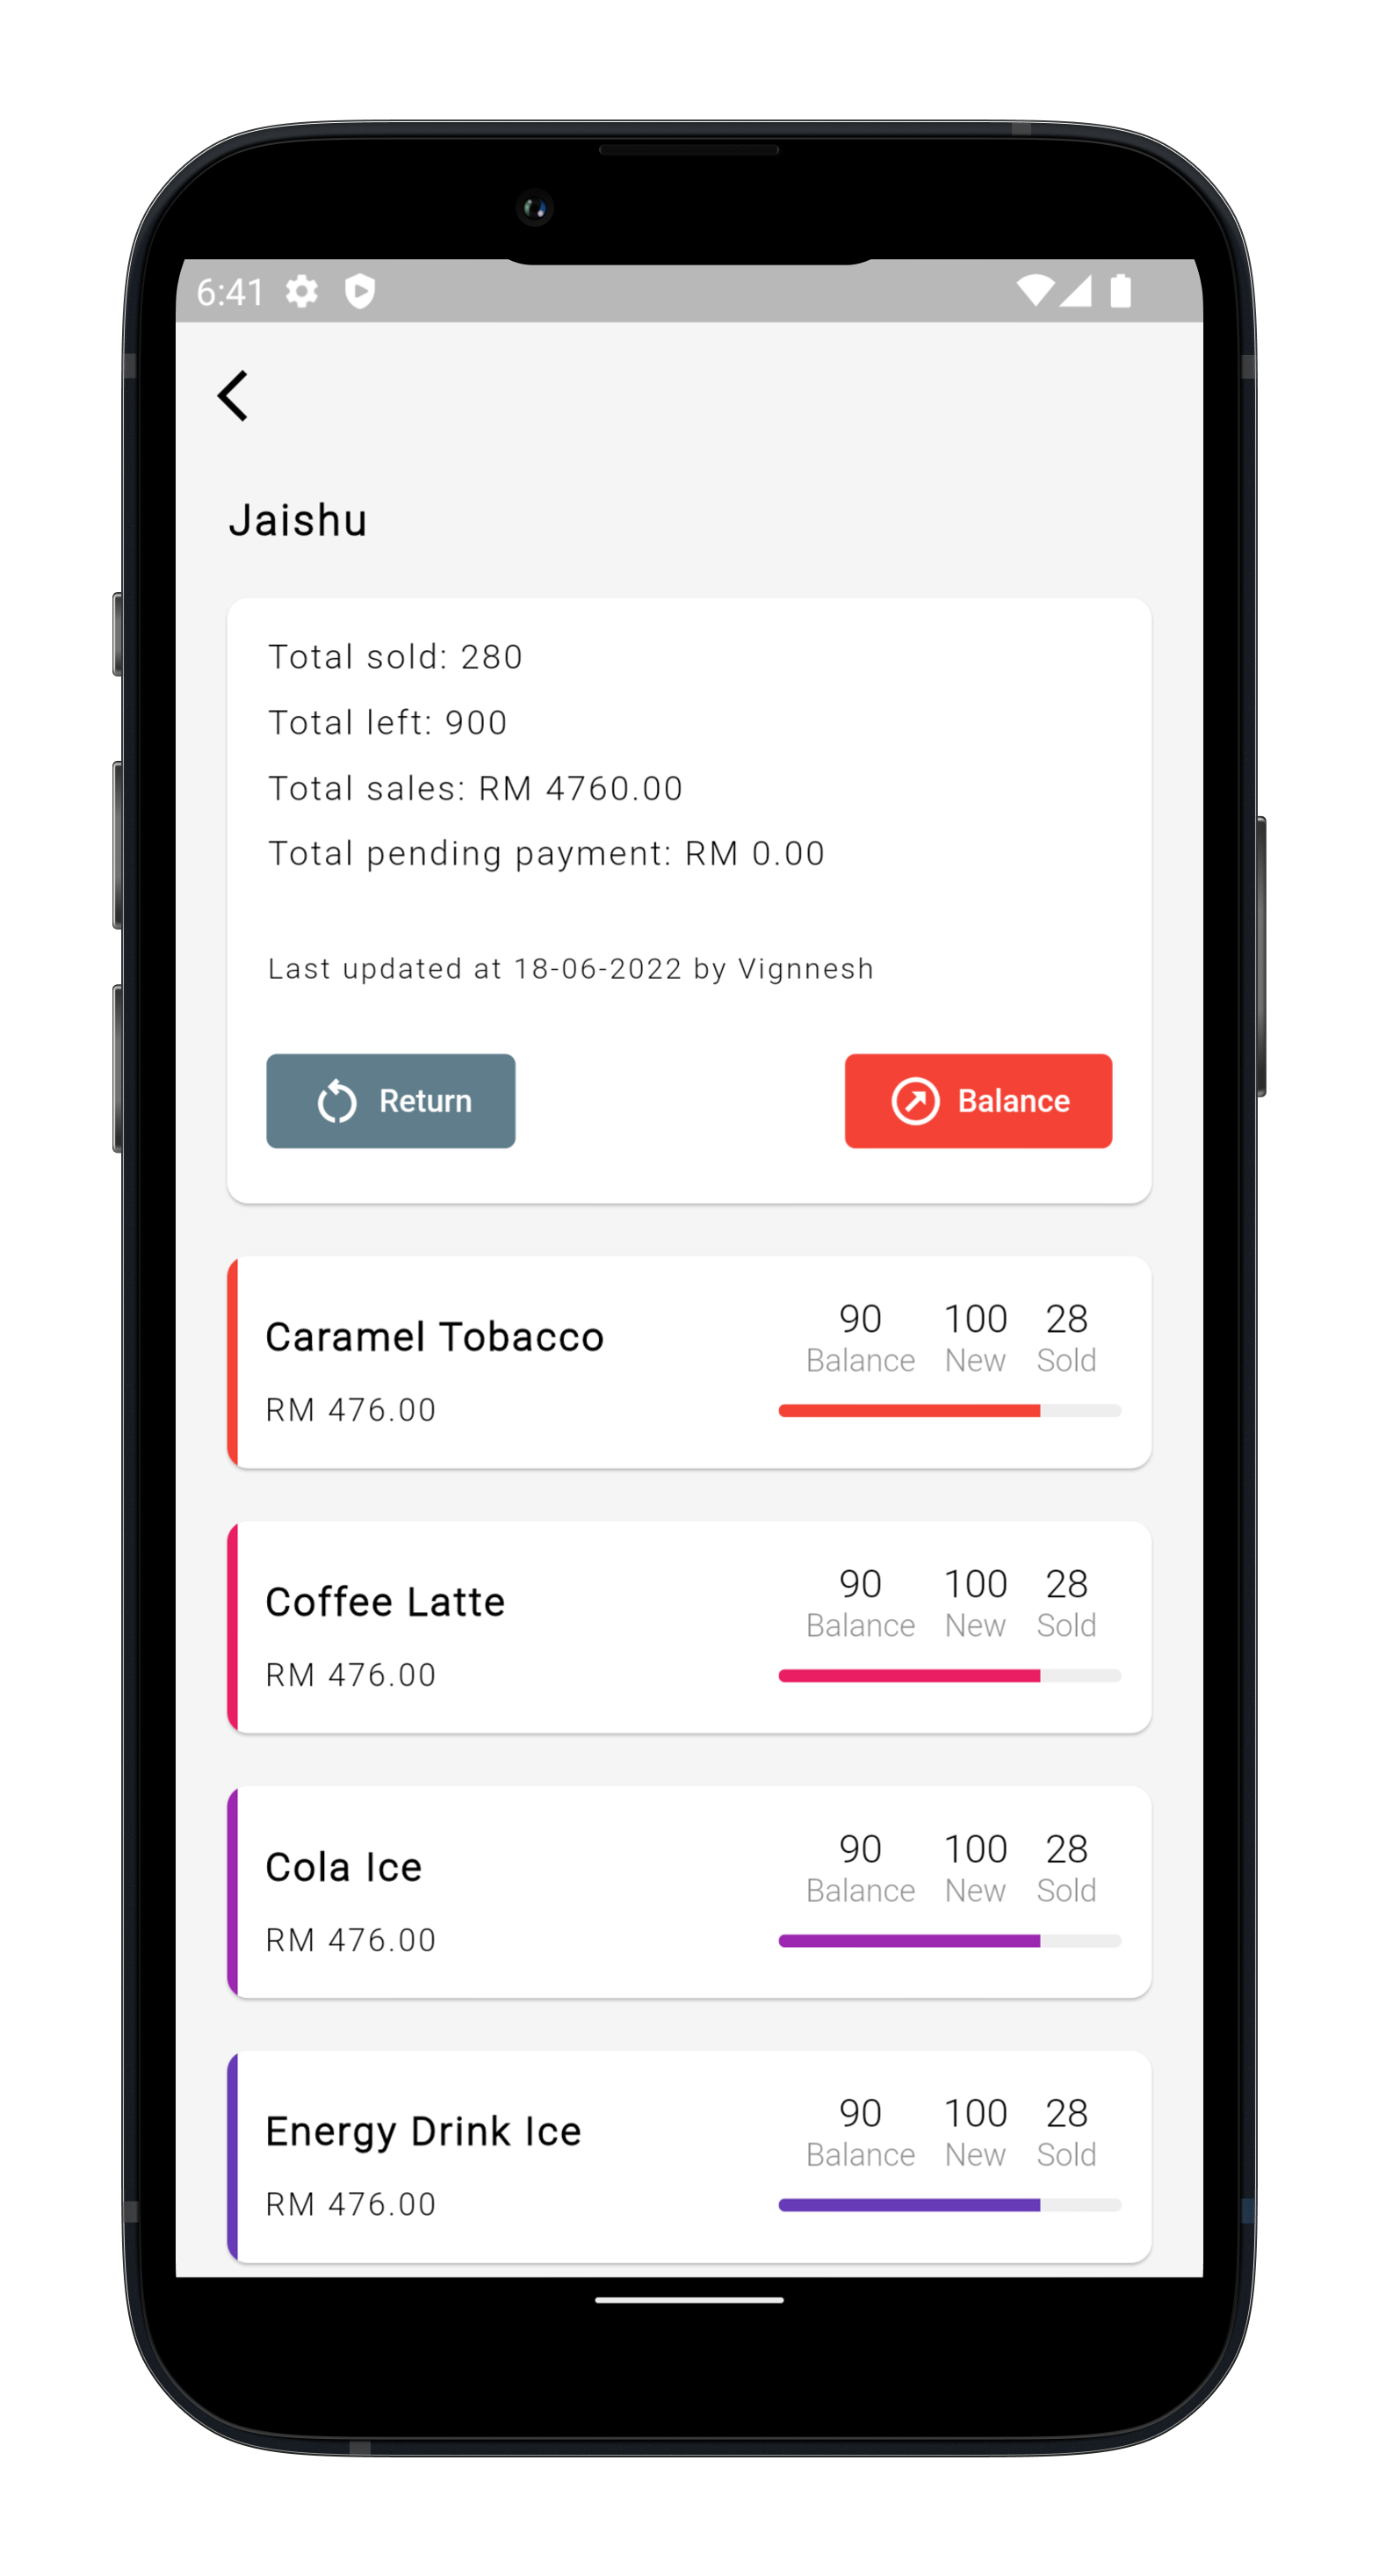 6:41
Jaishu
Total sold: 280
Total left: 900
Total sales: RM 4760.00
Total pending payment: RM 0.00
Last updated at 18-06-2022 by Vignnesh
Return Balance
Caramel Tobacco
RM 476.00
90 100 28
Balance New Sold
Coffee Latte
RM 476.00
90 100 28
Balance New Sold
Cola Ice
RM 476.00
90 100 28
Balance New Sold
Energy Drink Ice
RM 476.00
90 100 28
Balance New Sold